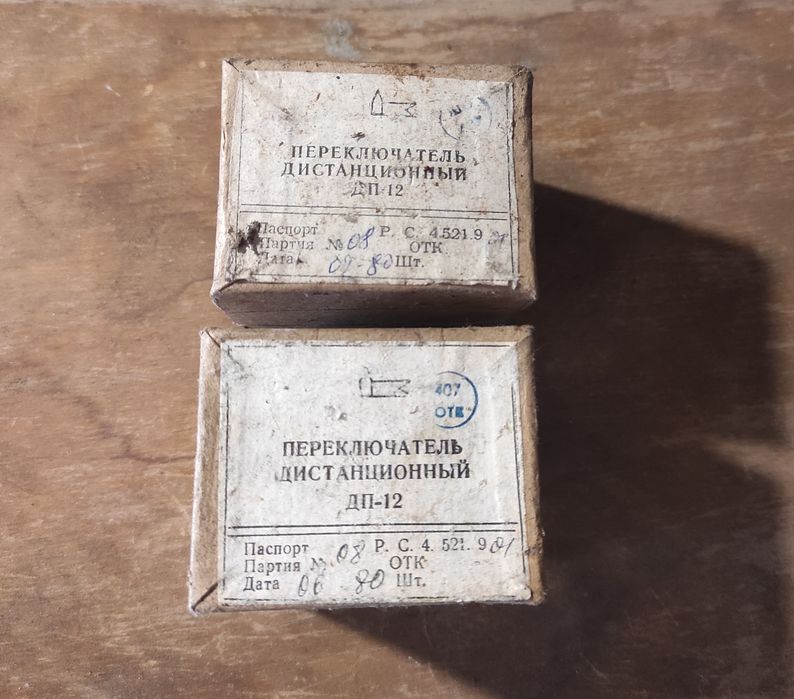 ПЕРЕКЛЮЧАТЕЛЬ
ДИСТАНЦИОННЫЙ
ДП-12
Паспорт Р. С. 4.521.9 01
Партия № 08 ОТК
Дата 07-80 Шт.
407
ОТК
ПЕРЕКЛЮЧАТЕЛЬ
ДИСТАНЦИОННЫЙ
ДП-12
Паспорт Р. С. 4. 521. 9 01
Партия № 08 ОТК
Дата 06 80 Шт.